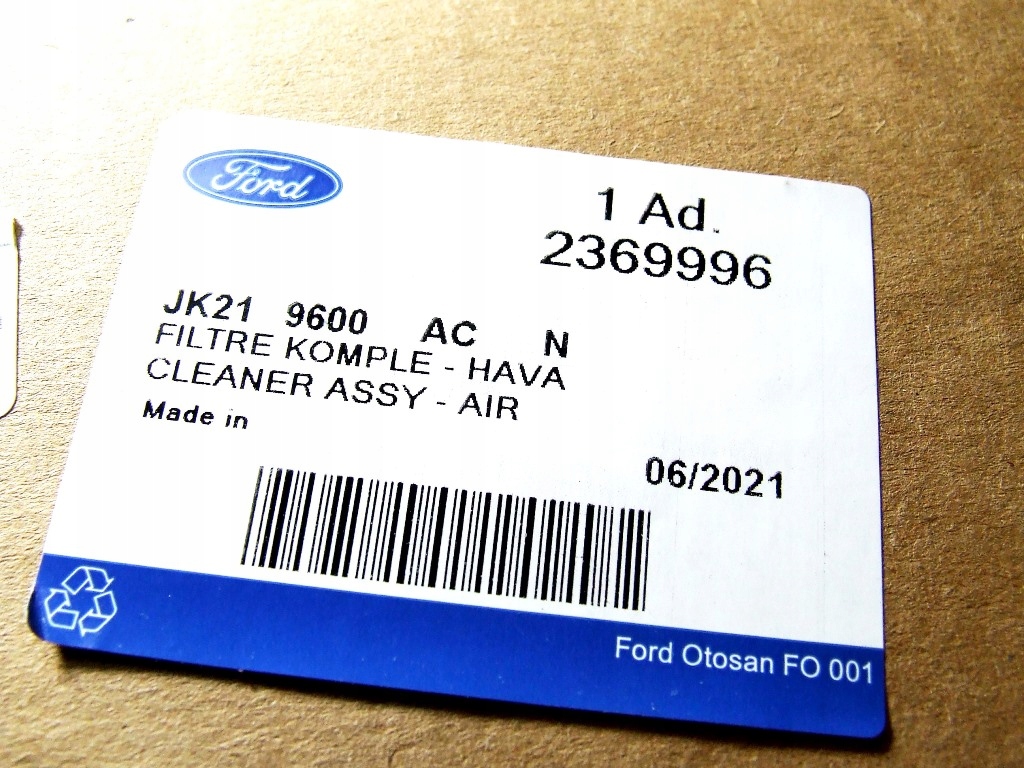 Ford
1 Ad.
2369996
JK21 9600 AC N
FILTRE KOMPLE - HAVA
CLEANER ASSY - AIR
Made in
06/2021
Ford Otosan FO 001